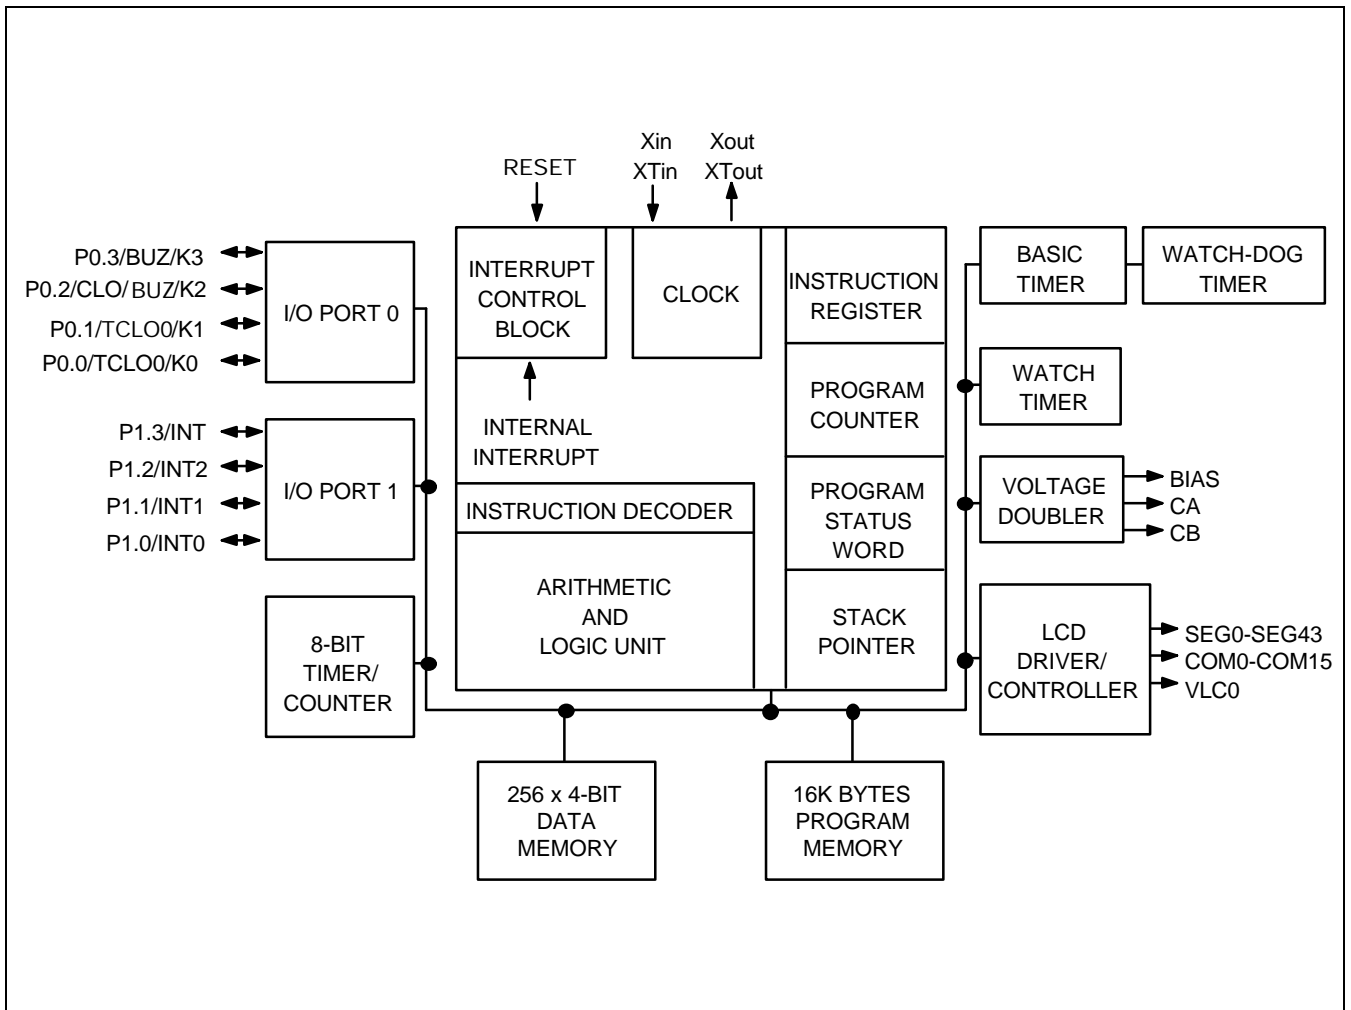 Xin
XTin
Xout
XTout
RESET
P0.3/BUZ/K3
P0.2/CLO/BUZ/K2
P0.1/TCLO0/K1
P0.0/TCLO0/K0
I/O PORT 0
P1.3/INT
P1.2/INT2
P1.1/INT1
P1.0/INT0
I/O PORT 1
8-BIT
TIMER/
COUNTER
INTERRUPT
CONTROL
BLOCK
INTERNAL
INTERRUPT
CLOCK
INSTRUCTION DECODER
ARITHMETIC
AND
LOGIC UNIT
INSTRUCTION
REGISTER
PROGRAM
COUNTER
PROGRAM
STATUS
WORD
STACK
POINTER
BASIC
TIMER
WATCH-DOG
TIMER
WATCH
TIMER
VOLTAGE
DOUBLER
BIAS
CA
CB
LCD
DRIVER/
CONTROLLER
SEG0-SEG43
COM0-COM15
VLC0
256 x 4-BIT
DATA
MEMORY
16K BYTES
PROGRAM
MEMORY